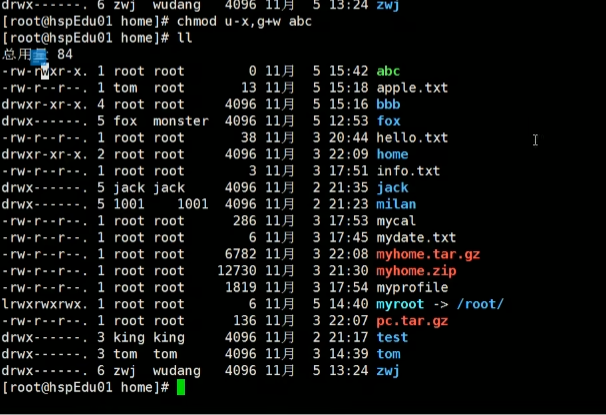 drwx------. 6 zwj  wudang   4096 11月  5 13:24 zwj
[root@hspEdu01 home]# chmod u-x,g+w abc
[root@hspEdu01 home]# ll
总用量 84
-rw-rwxr-x. 1 root root        0 11月  5 15:42 abc
-rw-r--r--. 1 tom  root       13 11月  5 15:18 apple.txt
drwxr-xr-x. 4 root root     4096 11月  5 15:16 bbb
drwx------. 5 fox  monster  4096 11月  5 12:53 fox
-rw-r--r--. 1 root root       38 11月  3 20:44 hello.txt
drwxr-xr-x. 2 root root     4096 11月  3 22:09 home
-rw-r--r--. 1 root root        3 11月  3 17:51 info.txt
drwx------. 5 jack jack     4096 11月  2 21:35 jack
drwx------. 5 1001    1001  4096 11月  2 21:23 milan
-rw-r--r--. 1 root root      286 11月  3 17:53 mycal
-rw-r--r--. 1 root root        6 11月  3 17:45 mydate.txt
-rw-r--r--. 1 root root     6782 11月  3 22:08 myhome.tar.gz
-rw-r--r--. 1 root root    12730 11月  3 21:30 myhome.zip
-rw-r--r--. 1 root root     1819 11月  3 17:54 myprofile
lrwxrwxrwx. 1 root root        6 11月  5 14:40 myroot -> /root/
-rw-r--r--. 1 root root      136 11月  3 22:07 pc.tar.gz
drwx------. 3 king king     4096 11月  2 21:17 test
drwx------. 3 tom  tom      4096 11月  3 14:39 tom
drwx------. 6 zwj  wudang   4096 11月  5 13:24 zwj
[root@hspEdu01 home]#